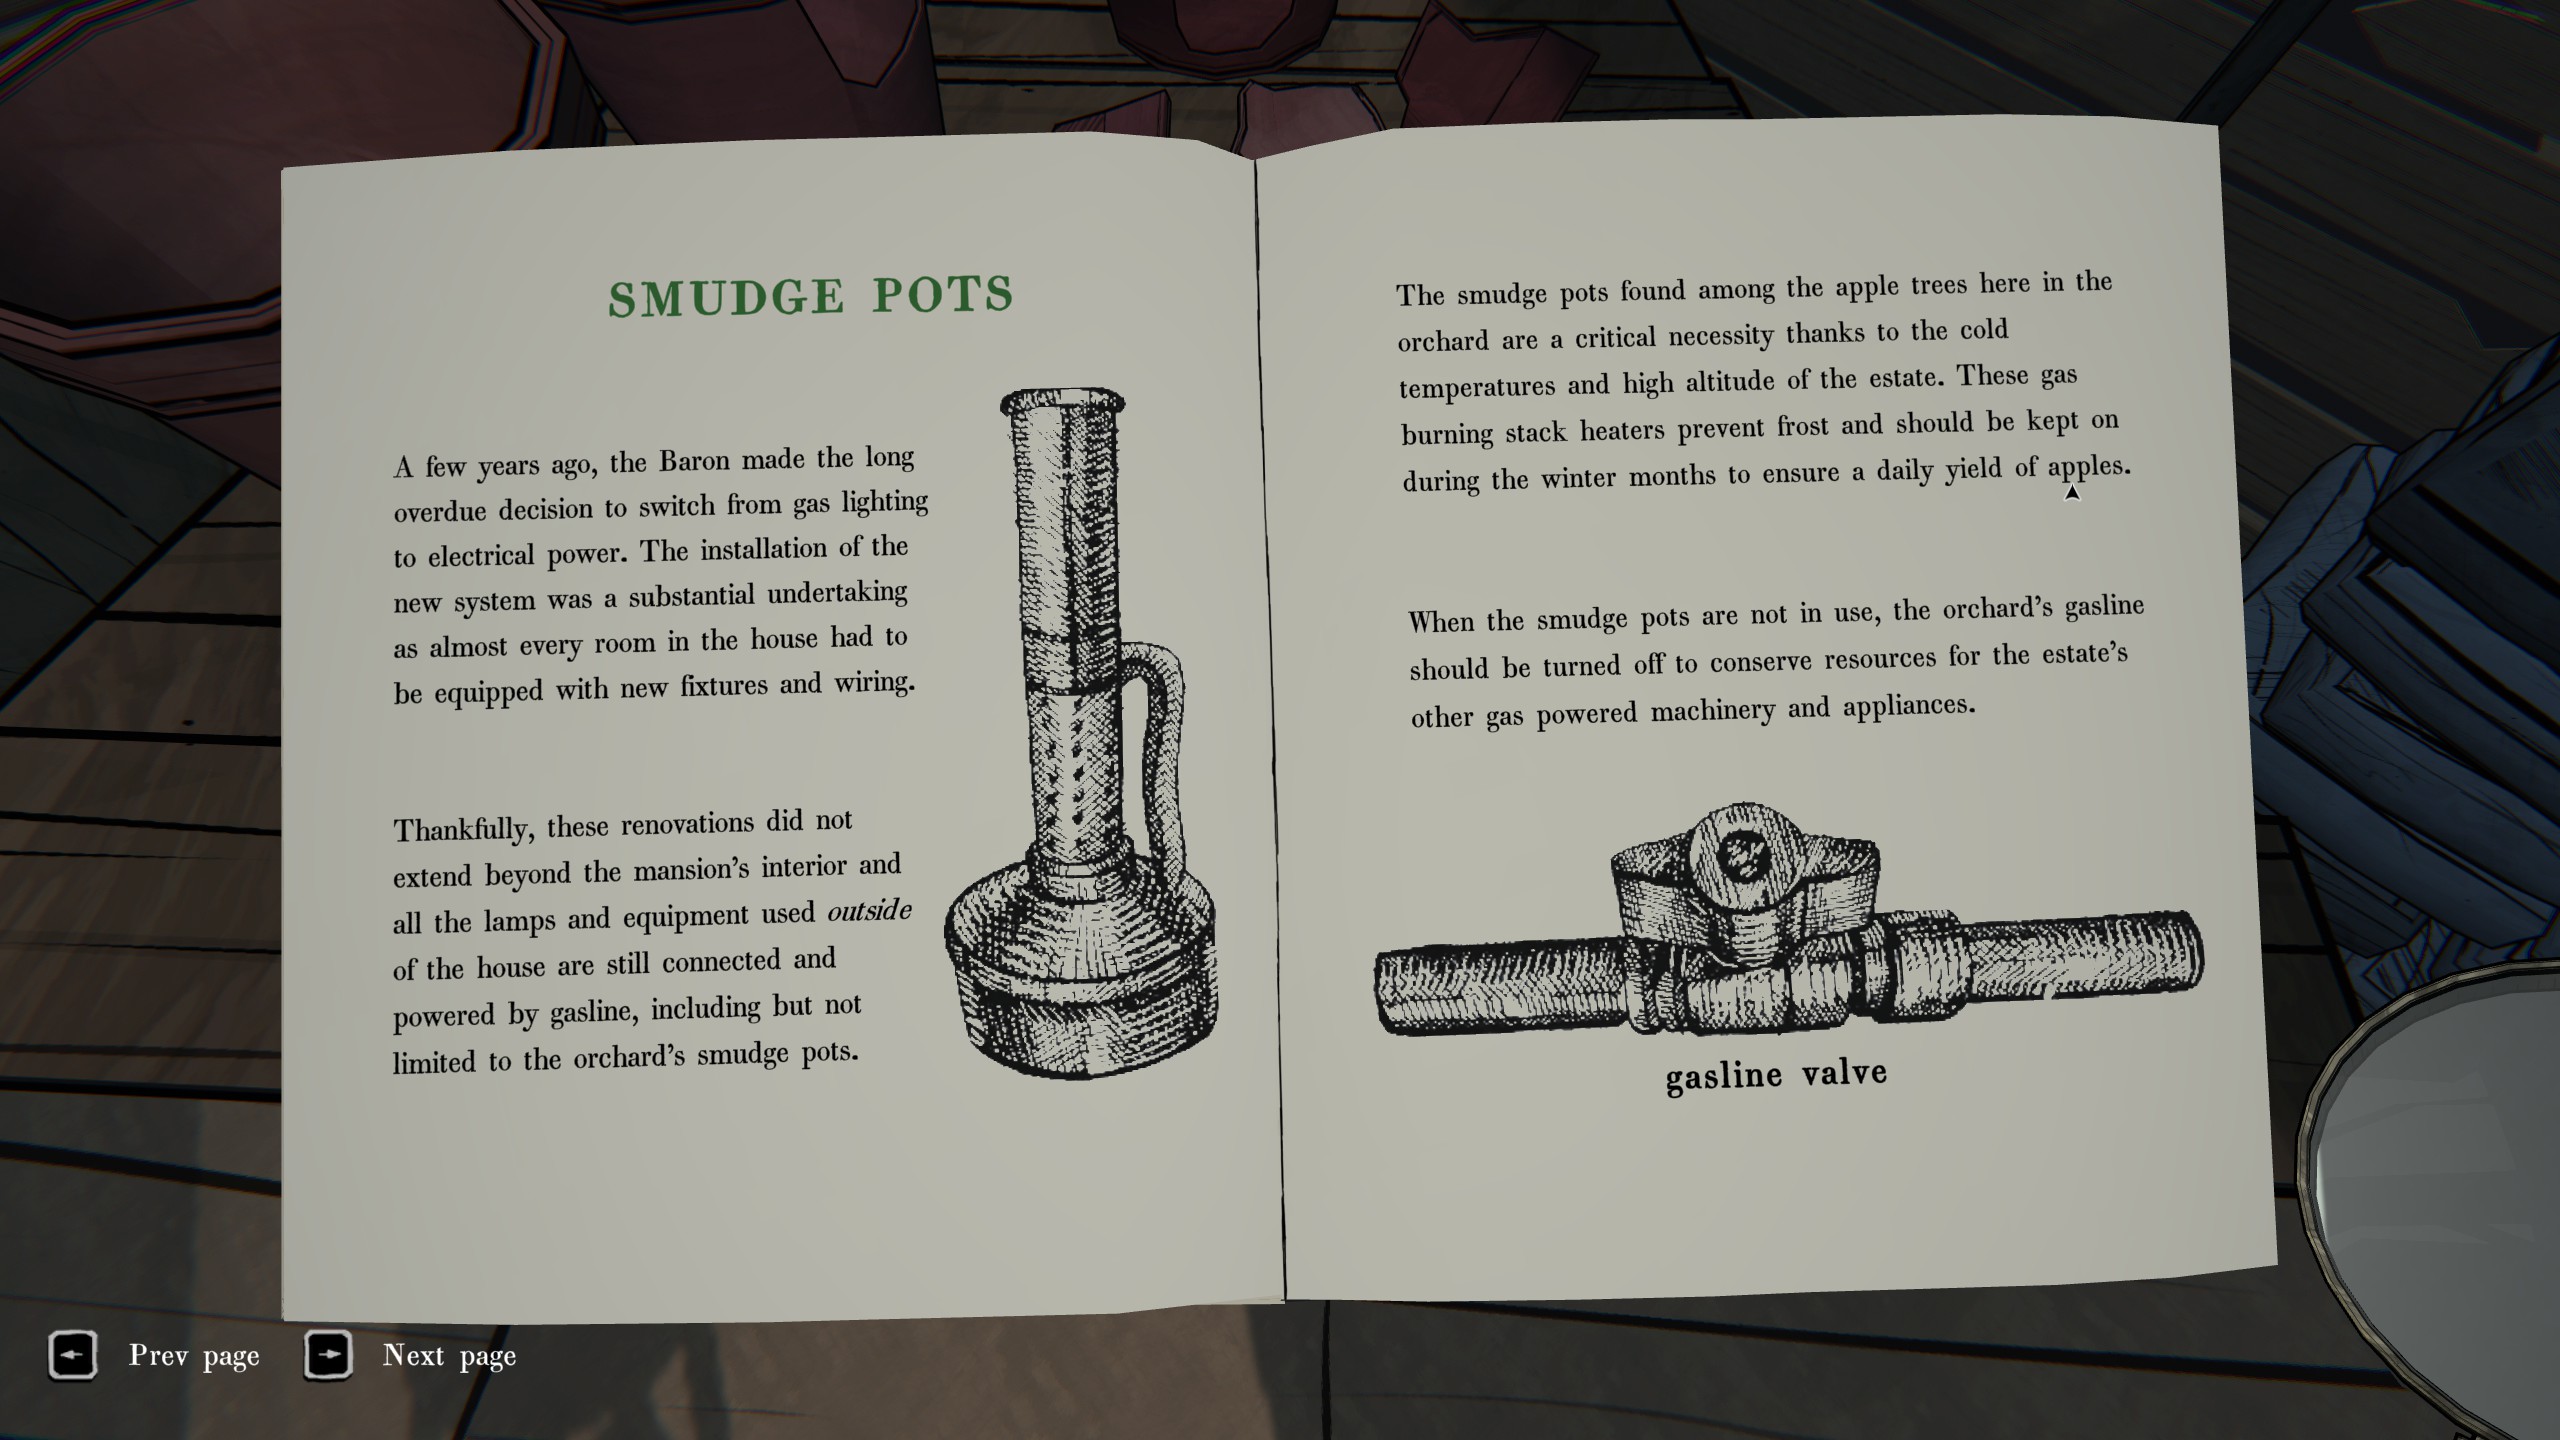 SMUDGE POTS
A few years ago, the Baron made the long
overdue decision to switch from gas lighting
to electrical power. The installation of the
new system was a substantial undertaking
as almost every room in the house had to
be equipped with new fixtures and wiring.
Thankfully, these renovations did not
extend beyond the mansion's interior and
all the lamps and equipment used outside
of the house are still connected and
powered by gasline, including but not
limited to the orchard's smudge pots.
The smudge pots found among the apple trees here in the
orchard are a critical necessity thanks to the cold
temperatures and high altitude of the estate. These gas
burning stack heaters prevent frost and should be kept on
during the winter months to ensure a daily yield of apples.
When the smudge pots are not in use, the orchard's gasline
should be turned off to conserve resources for the estate's
other gas powered machinery and appliances.
gasline valve
Prev page
Next page